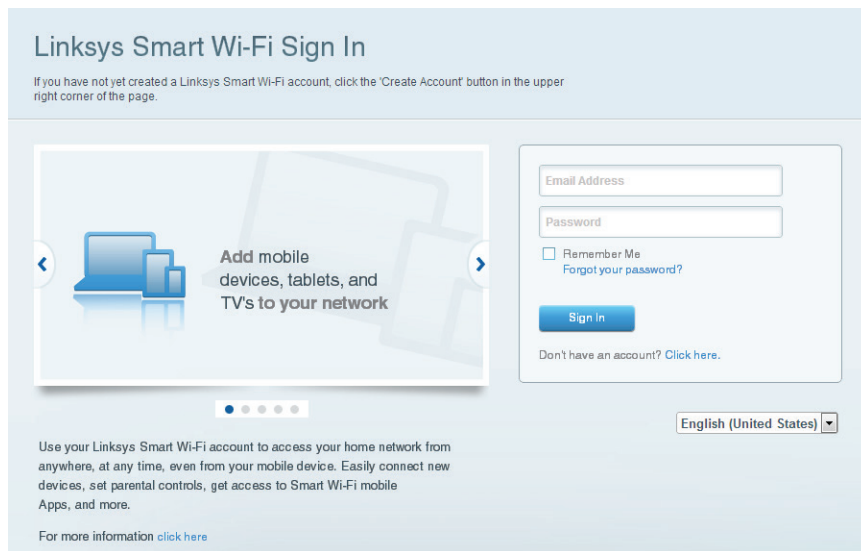 Linksys Smart Wi-Fi Sign In
If you have not yet created a Linksys Smart Wi-Fi account, click the 'Create Account' button in the upper
right corner of the page.
Add mobile
devices, tablets, and
TV's to your network
Email Address
Password
Remember Me
Forgot your password?
Sign In
Don't have an account? Click here.
English (United States)
Use your Linksys Smart Wi-Fi account to access your home network from
anywhere, at any time, even from your mobile device. Easily connect new
devices, set parental controls, get access to Smart Wi-Fi mobile
Apps, and more.
For more information click here